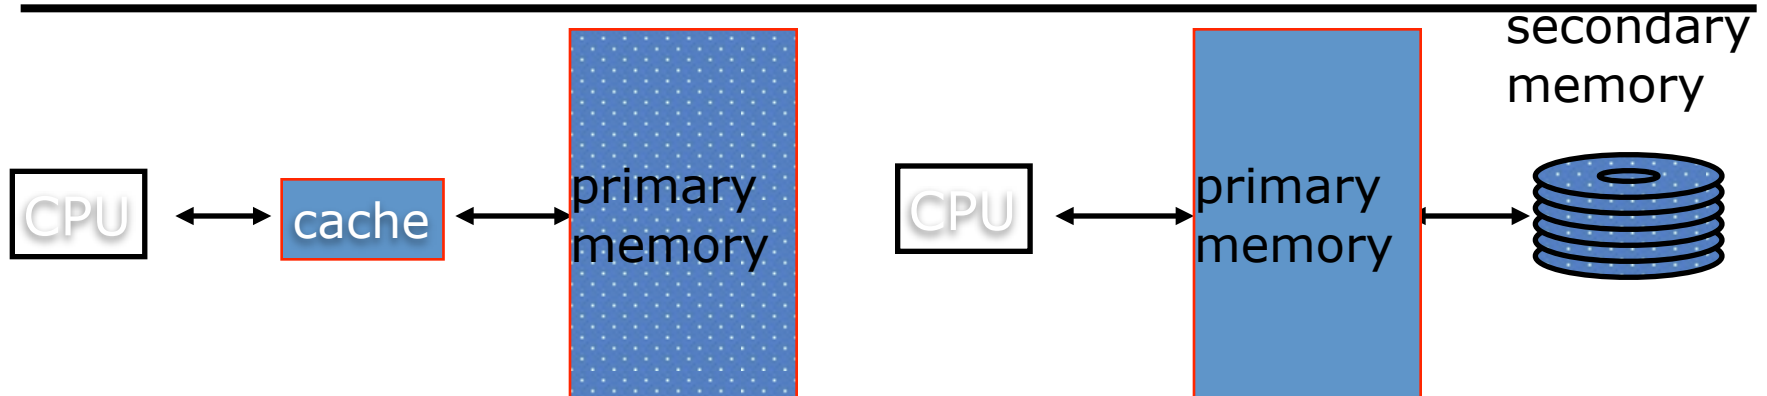 CPU
cache
primary
memory
CPU
primary
memory
secondary
memory